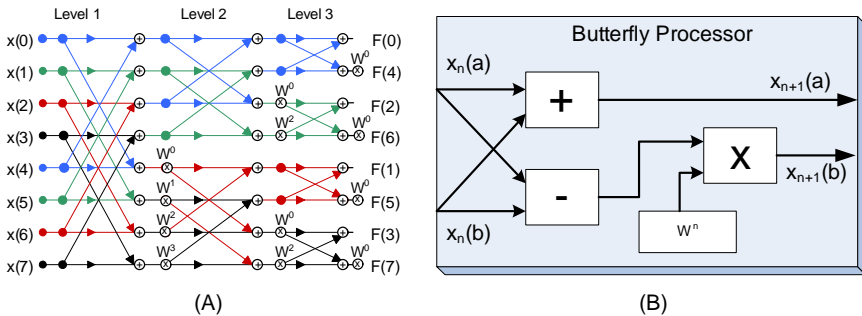 Level 1 Level 2 Level 3
x(0) F(0)
W⁰
x(1) F(4)
W⁰
x(2) F(2)
W⁰
x(3) W² F(6)
x(4) W⁰ F(1)
W⁰
x(5) W¹ F(5)
x(6) W² W⁰ F(3)
W⁰
x(7) W³ W² F(7)
(A)
Butterfly Processor
xₙ(a)
+
xₙ₊₁(a)
X
-
xₙ₊₁(b)
xₙ(b)
Wⁿ
(B)